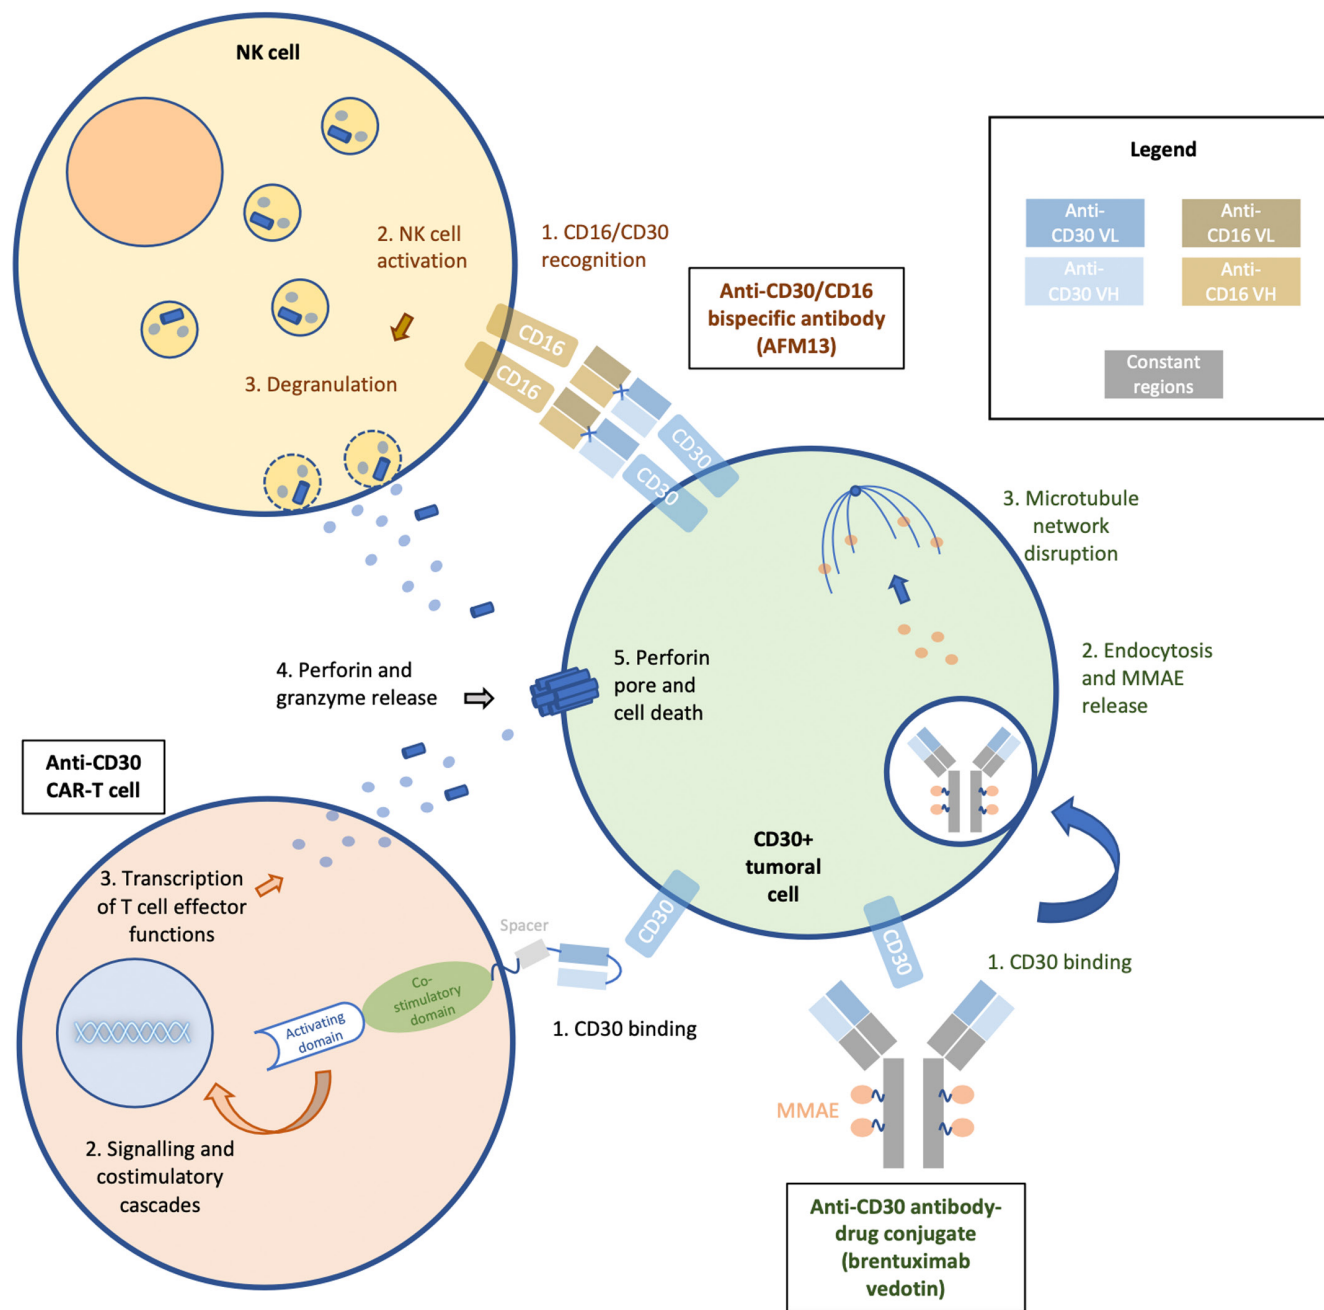 NK cell
2. NK cell
activation
1. CD16/CD30
recognition
3. Degranulation
CD16
CD16
CD30
CD30
Anti-CD30/CD16
bispecific antibody
(AFM13)
Legend
Anti-
CD30 VL
Anti-
CD16 VL
Anti-
CD30 VH
Anti-
CD16 VH
Constant
regions
3. Microtubule
network
disruption
2. Endocytosis
and MMAE
release
4. Perforin and
granzyme release
5. Perforin
pore and
cell death
Anti-CD30
CAR-T cell
CD30+
tumoral
cell
3. Transcription
of T cell effector
functions
Spacer
CD30
CD30
Co-
stimulatory
domain
Activating
domain
1. CD30 binding
1. CD30 binding
2. Signalling and
costimulatory
cascades
MMAE
Anti-CD30 antibody-
drug conjugate
(brentuximab
vedotin)